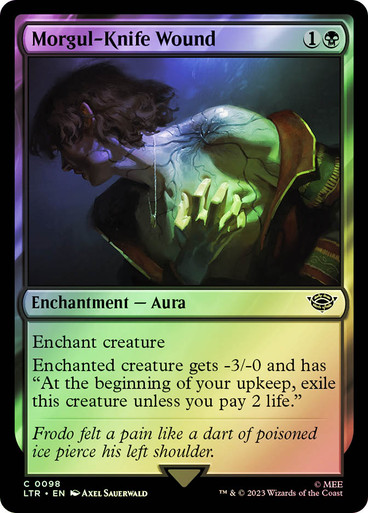 Morgul-Knife Wound 1
Enchantment — Aura
Enchant creature
Enchanted creature gets -3/-0 and has
“At the beginning of your upkeep, exile
this creature unless you pay 2 life.”
Frodo felt a pain like a dart of poisoned
ice pierce his left shoulder.
C 0098 © MEE
LTR • EN Axel Sauerwald ™ & © 2023 Wizards of the Coast